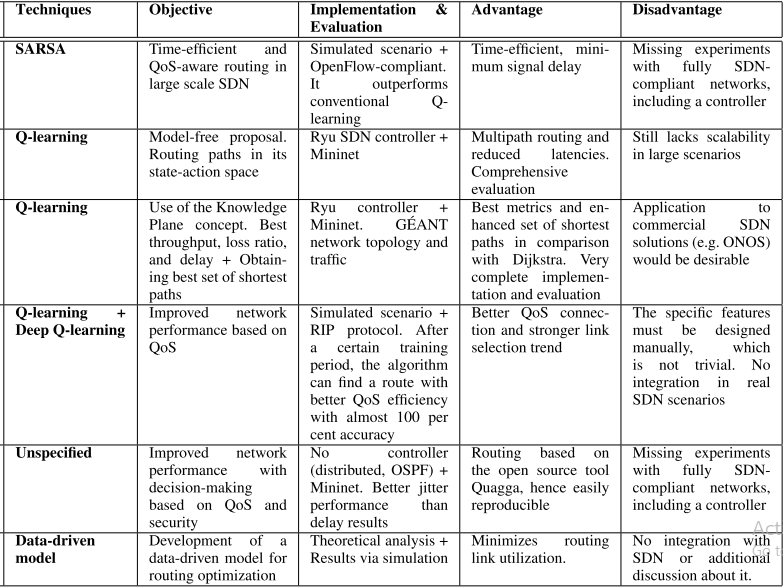 Techniques
Objective
Implementation &
Evaluation
Advantage
Disadvantage
SARSA
Time-efficient and
QoS-aware routing in
large scale SDN
Simulated scenario +
OpenFlow-compliant.
It outperforms
conventional Q-
learning
Time-efficient, mini-
mum signal delay
Missing experiments
with fully SDN-
compliant networks,
including a controller
Q-learning
Model-free proposal.
Routing paths in its
state-action space
Ryu SDN controller +
Mininet
Multipath routing and
reduced latencies.
Comprehensive
evaluation
Still lacks scalability
in large scenarios
Q-learning
Use of the Knowledge
Plane concept. Best
throughput, loss ratio,
and delay + Obtain-
ing best set of shortest
paths
Ryu controller +
Mininet. GÉANT
network topology and
traffic
Best metrics and en-
hanced set of shortest
paths in comparison
with Dijkstra. Very
complete implemen-
tation and evaluation
Application to
commercial SDN
solutions (e.g. ONOS)
would be desirable
Q-learning +
Deep Q-learning
Improved network
performance based on
QoS
Simulated scenario +
RIP protocol. After
a certain training
period, the algorithm
can find a route with
better QoS efficiency
with almost 100 per
cent accuracy
Better QoS connec-
tion and stronger link
selection trend
The specific features
must be designed
manually, which
is not trivial. No
integration in real
SDN scenarios
Unspecified
Improved network
performance with
decision-making
based on QoS and
security
No controller
(distributed, OSPF) +
Mininet. Better jitter
performance than
delay results
Routing based on
the open source tool
Quagga, hence easily
reproducible
Missing experiments
with fully SDN-
compliant networks,
including a controller
Data-driven
model
Development of a
data-driven model for
routing optimization
Theoretical analysis +
Results via simulation
Minimizes routing
link utilization.
No integration with
SDN or additional
discussion about it.
Act
Go t